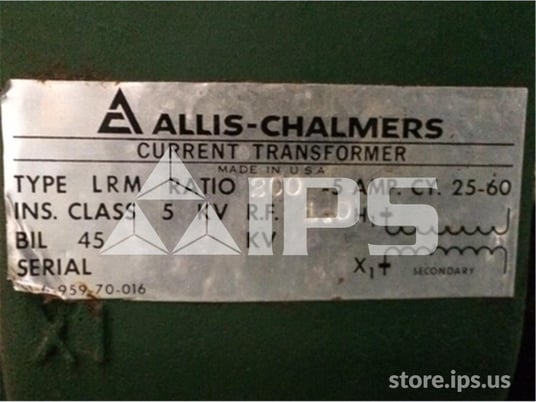 ALLIS-CHALMERS
CURRENT TRANSFORMER
MADE IN U.S.A.
TYPE LRM RATIO 200 -5 AMP. CY. 25-60
INS. CLASS 5 KV R.F. H1
BIL 45 KV
SERIAL X1 SECONDARY
959-70-016
X1
IPS
store.ips.us